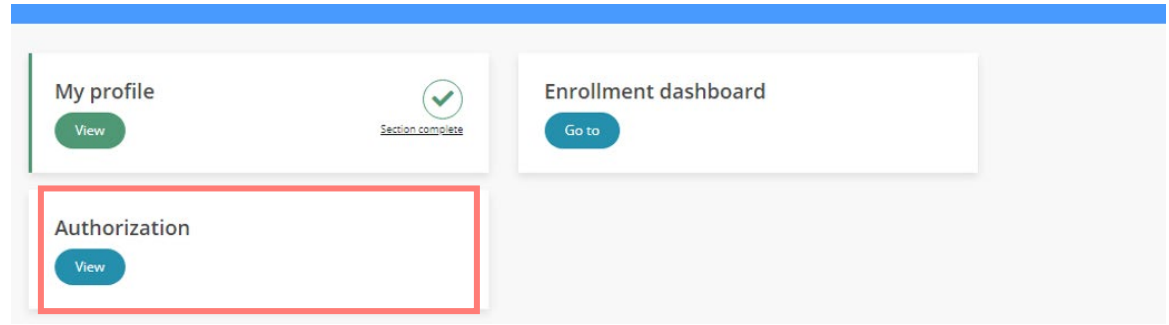 My profile
View
Section complete
Enrollment dashboard
Go to
Authorization
View